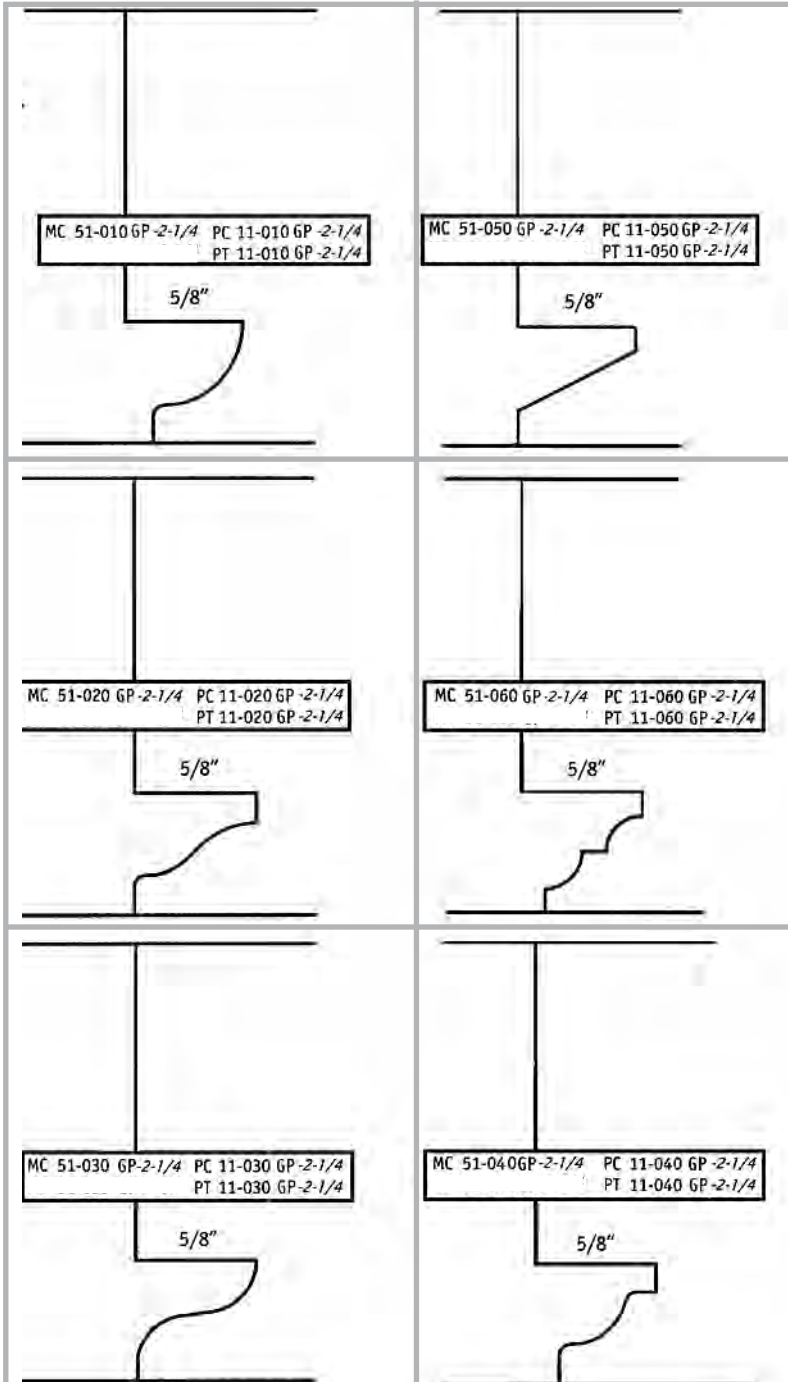 MC 51-010 GP -2-1/4 PC 11-010 GP -2-1/4
PT 11-010 GP -2-1/4
5/8"
MC 51-050 GP -2-1/4 PC 11-050 GP -2-1/4
PT 11-050 GP -2-1/4
5/8"
MC 51-020 GP -2-1/4 PC 11-020 GP -2-1/4
PT 11-020 GP -2-1/4
5/8"
MC 51-060 GP -2-1/4 PC 11-060 GP -2-1/4
PT 11-060 GP -2-1/4
5/8"
MC 51-030 GP -2-1/4 PC 11-030 GP -2-1/4
PT 11-030 GP -2-1/4
5/8"
MC 51-040GP -2-1/4 PC 11-040 GP -2-1/4
PT 11-040 GP -2-1/4
5/8"